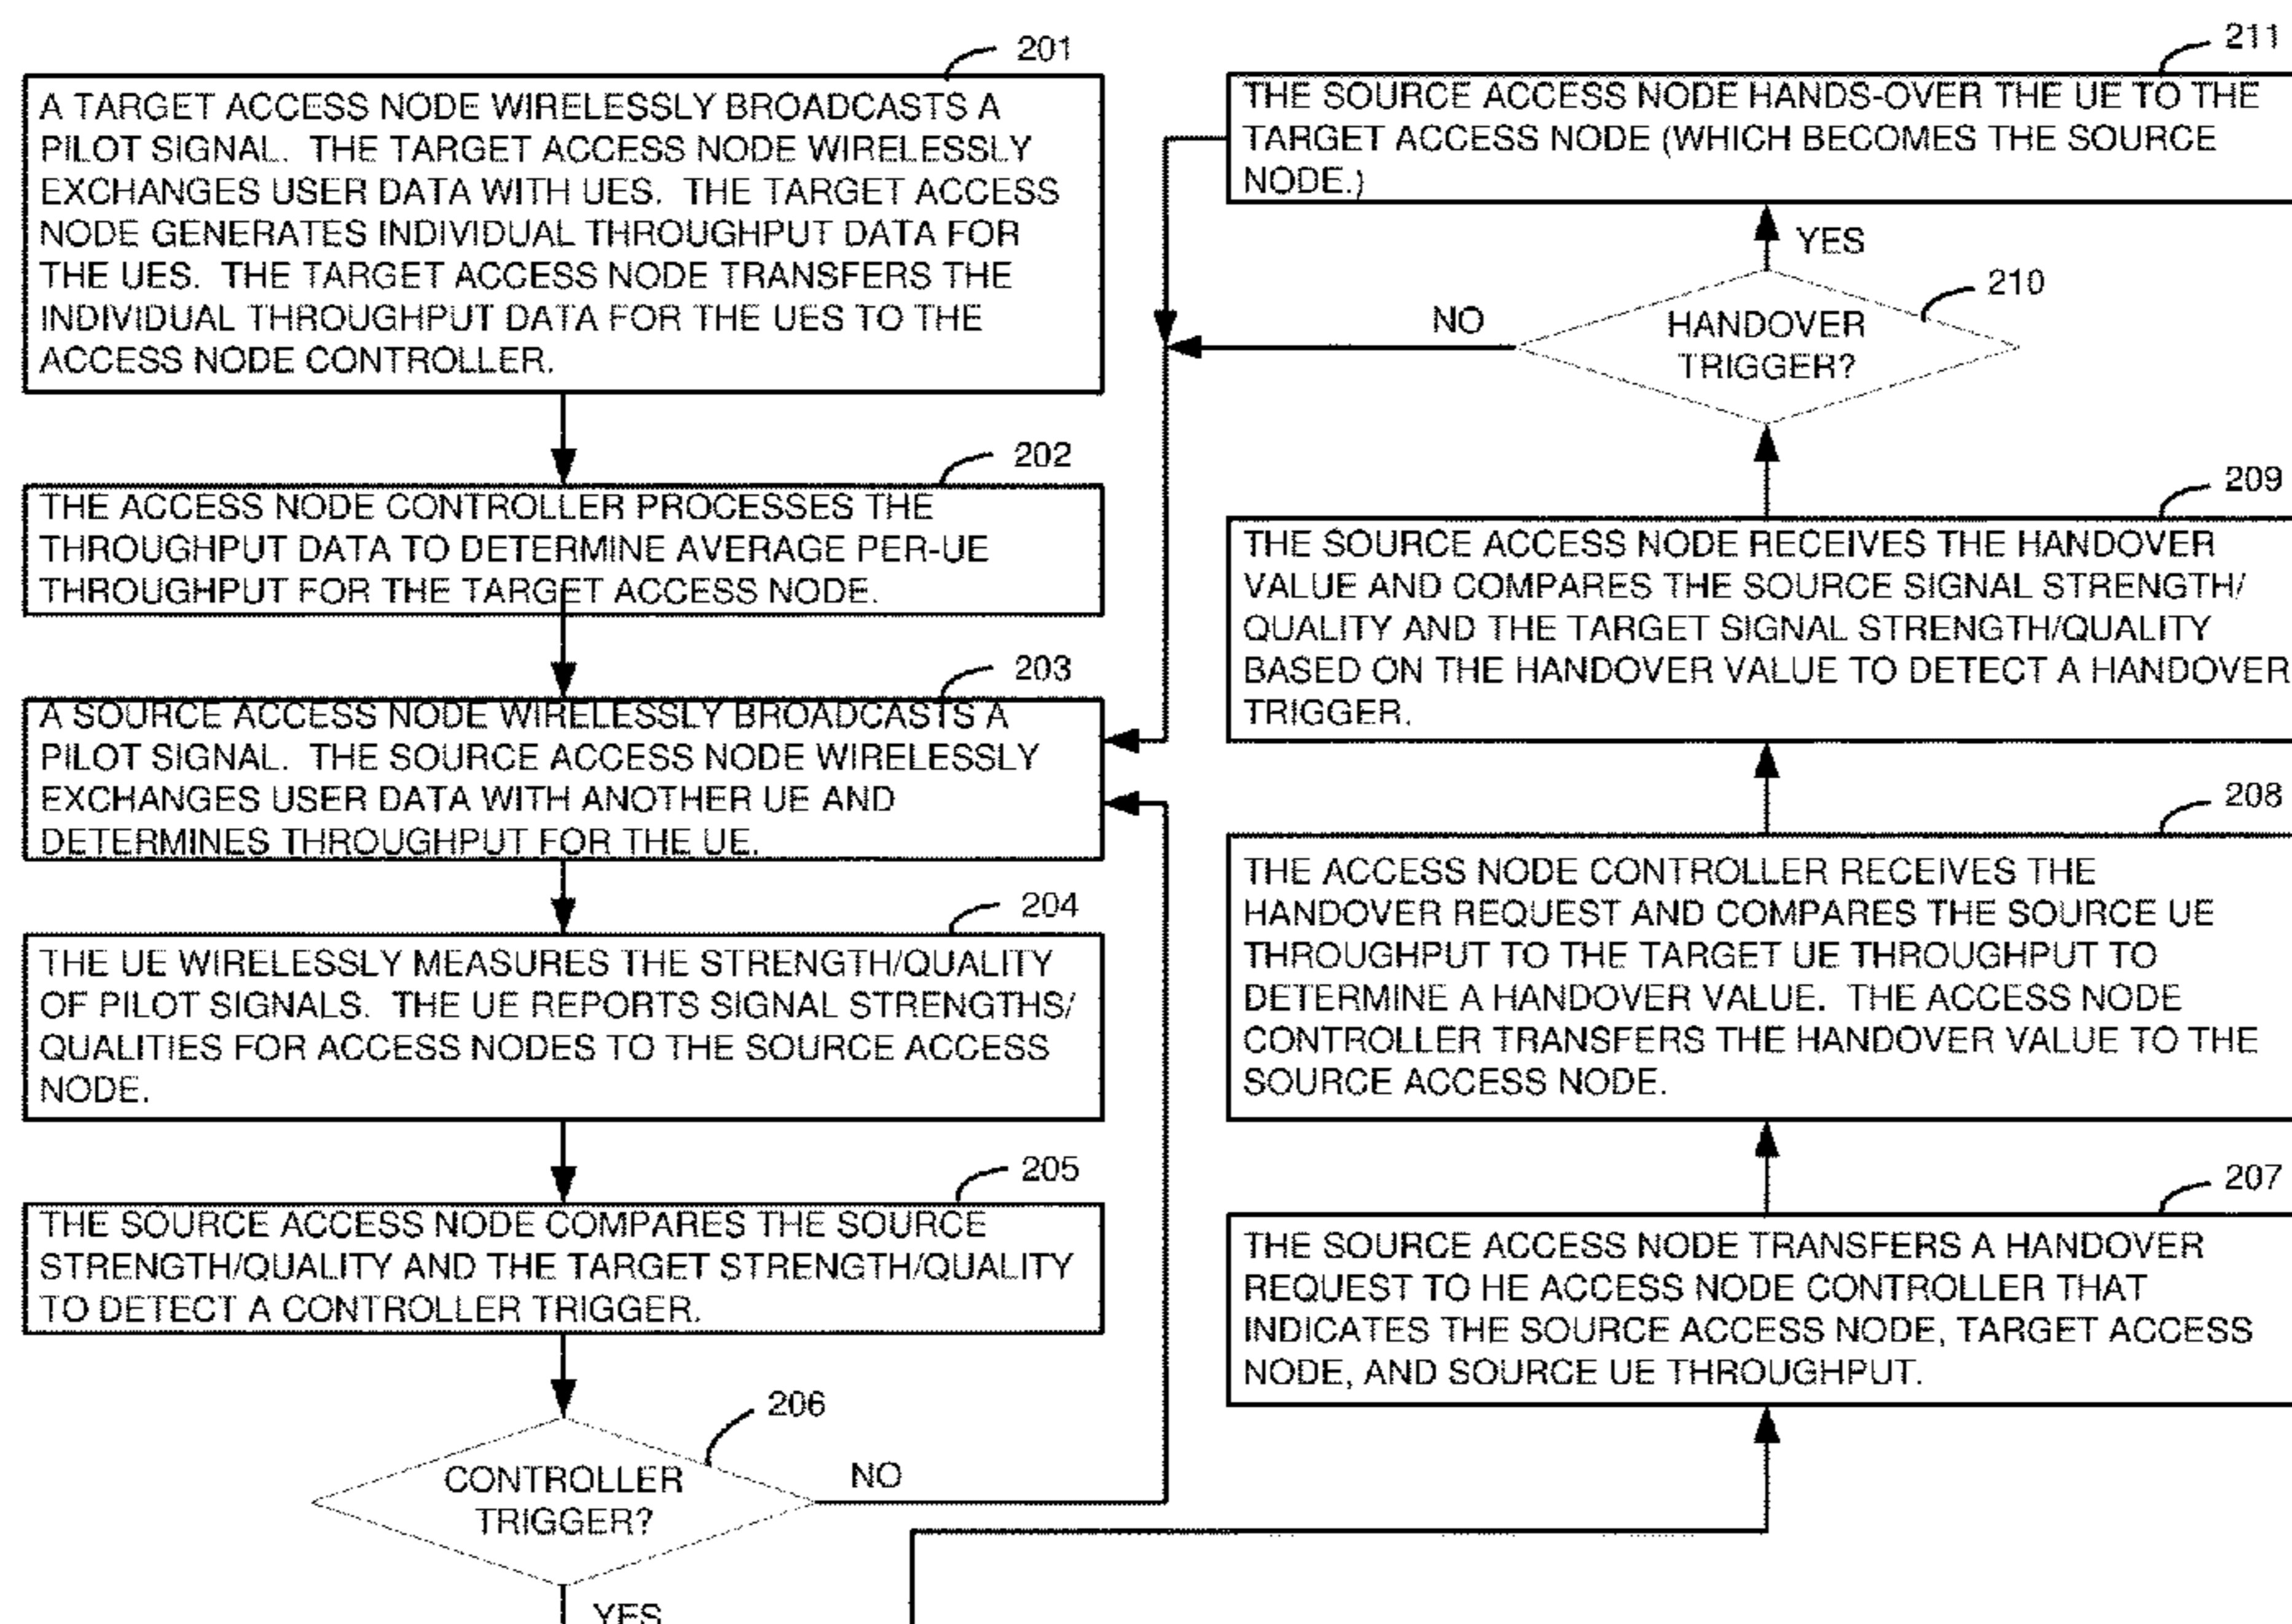 201
A TARGET ACCESS NODE WIRELESSLY BROADCASTS A
PILOT SIGNAL. THE TARGET ACCESS NODE WIRELESSLY
EXCHANGES USER DATA WITH UES. THE TARGET ACCESS
NODE GENERATES INDIVIDUAL THROUGHPUT DATA FOR
THE UES. THE TARGET ACCESS NODE TRANSFERS THE
INDIVIDUAL THROUGHPUT DATA FOR THE UES TO THE
ACCESS NODE CONTROLLER.
202
THE ACCESS NODE CONTROLLER PROCESSES THE
THROUGHPUT DATA TO DETERMINE AVERAGE PER-UE
THROUGHPUT FOR THE TARGET ACCESS NODE.
203
A SOURCE ACCESS NODE WIRELESSLY BROADCASTS A
PILOT SIGNAL. THE SOURCE ACCESS NODE WIRELESSLY
EXCHANGES USER DATA WITH ANOTHER UE AND
DETERMINES THROUGHPUT FOR THE UE.
204
THE UE WIRELESSLY MEASURES THE STRENGTH/QUALITY
OF PILOT SIGNALS. THE UE REPORTS SIGNAL STRENGTHS/
QUALITIES FOR ACCESS NODES TO THE SOURCE ACCESS
NODE.
205
THE SOURCE ACCESS NODE COMPARES THE SOURCE
STRENGTH/QUALITY AND THE TARGET STRENGTH/QUALITY
TO DETECT A CONTROLLER TRIGGER.
206
CONTROLLER
TRIGGER?
NO
YES
207
THE SOURCE ACCESS NODE TRANSFERS A HANDOVER
REQUEST TO HE ACCESS NODE CONTROLLER THAT
INDICATES THE SOURCE ACCESS NODE, TARGET ACCESS
NODE, AND SOURCE UE THROUGHPUT.
208
THE ACCESS NODE CONTROLLER RECEIVES THE
HANDOVER REQUEST AND COMPARES THE SOURCE UE
THROUGHPUT TO THE TARGET UE THROUGHPUT TO
DETERMINE A HANDOVER VALUE. THE ACCESS NODE
CONTROLLER TRANSFERS THE HANDOVER VALUE TO THE
SOURCE ACCESS NODE.
209
THE SOURCE ACCESS NODE RECEIVES THE HANDOVER
VALUE AND COMPARES THE SOURCE SIGNAL STRENGTH/
QUALITY AND THE TARGET SIGNAL STRENGTH/QUALITY
BASED ON THE HANDOVER VALUE TO DETECT A HANDOVER
TRIGGER.
210
HANDOVER
TRIGGER?
NO
YES
211
THE SOURCE ACCESS NODE HANDS-OVER THE UE TO THE
TARGET ACCESS NODE (WHICH BECOMES THE SOURCE
NODE.)